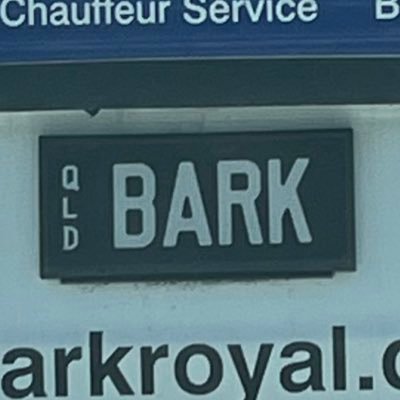 Chauffeur Service B
QLD BARK
arkroyal.c